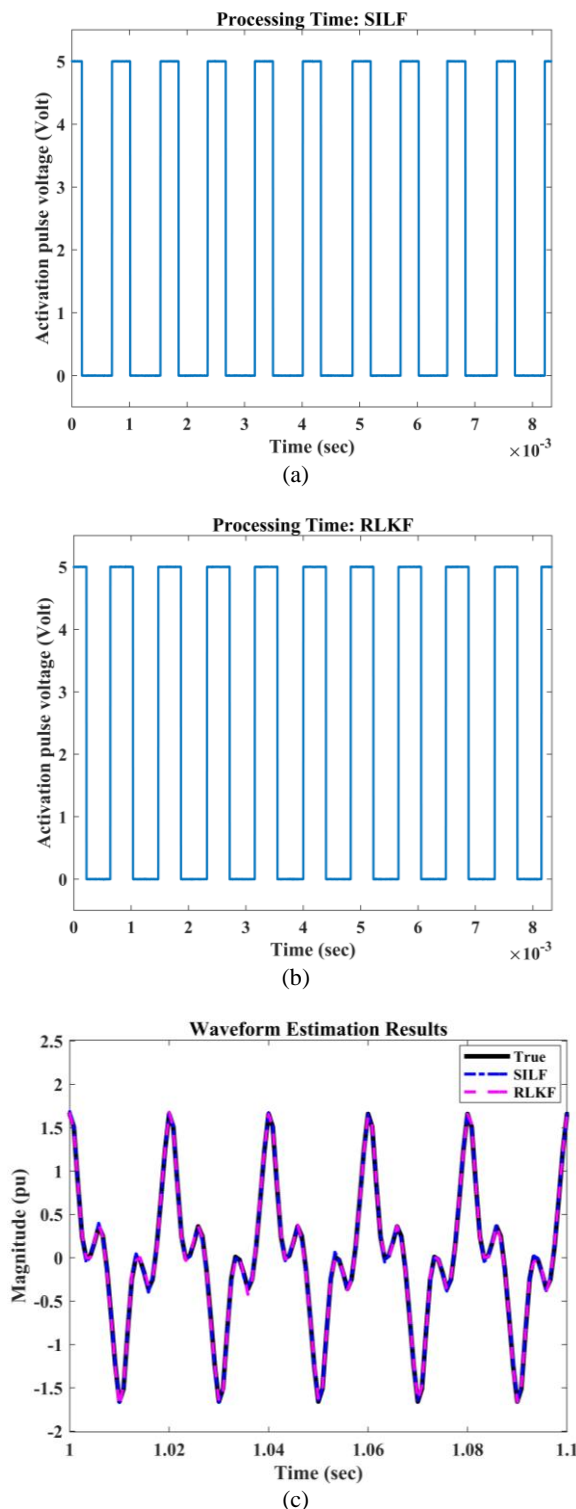 Processing Time: SILF
Activation pulse voltage (Volt)
5
4
3
2
1
0
0 1 2 3 4 5 6 7 8
Time (sec)
×10⁻³
(a)
Processing Time: RLKF
Activation pulse voltage (Volt)
5
4
3
2
1
0
0 1 2 3 4 5 6 7 8
Time (sec)
×10⁻³
(b)
Waveform Estimation Results
Magnitude (pu)
2.5
2
1.5
1
0.5
0
-0.5
-1
-1.5
-2
True
SILF
RLKF
1 1.02 1.04 1.06 1.08 1.1
Time (sec)
(c)